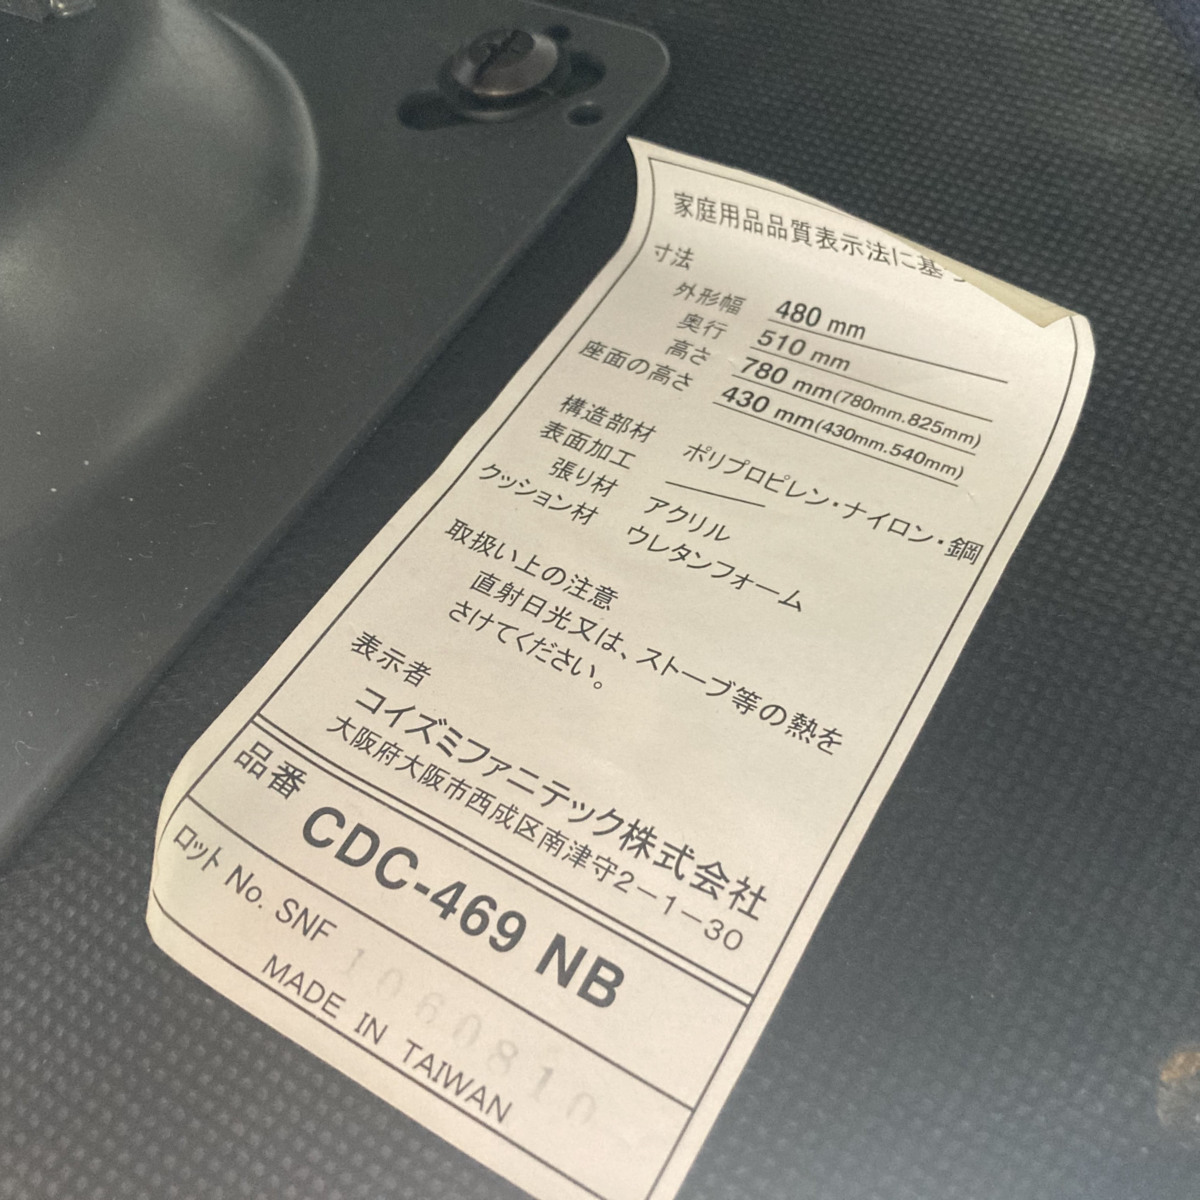 家庭用品品質表示法に基づ
寸法
外形幅 480 mm
奥行 510 mm
高さ 780 mm(780mm.825mm)
座面の高さ 430 mm(430mm.540mm)
構造部材 ポリプロピレン・ナイロン・鋼
表面加工 ―――
張り材 アクリル
クッション材 ウレタンフォーム
取扱い上の注意
直射日光又は、ストーブ等の熱を
さけてください。
表示者
コイズミファニテック株式会社
大阪府大阪市西成区南津守2－1－30
品番 CDC-469 NB
ロット No. SNF 1060810
MADE IN TAIWAN